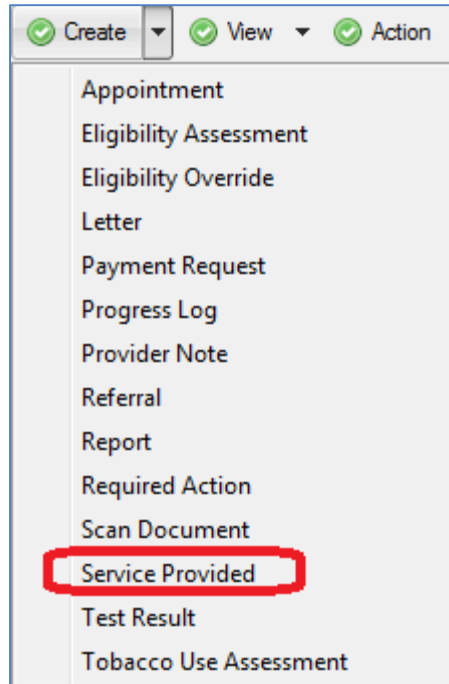 Create View Action
Appointment
Eligibility Assessment
Eligibility Override
Letter
Payment Request
Progress Log
Provider Note
Referral
Report
Required Action
Scan Document
Service Provided
Test Result
Tobacco Use Assessment